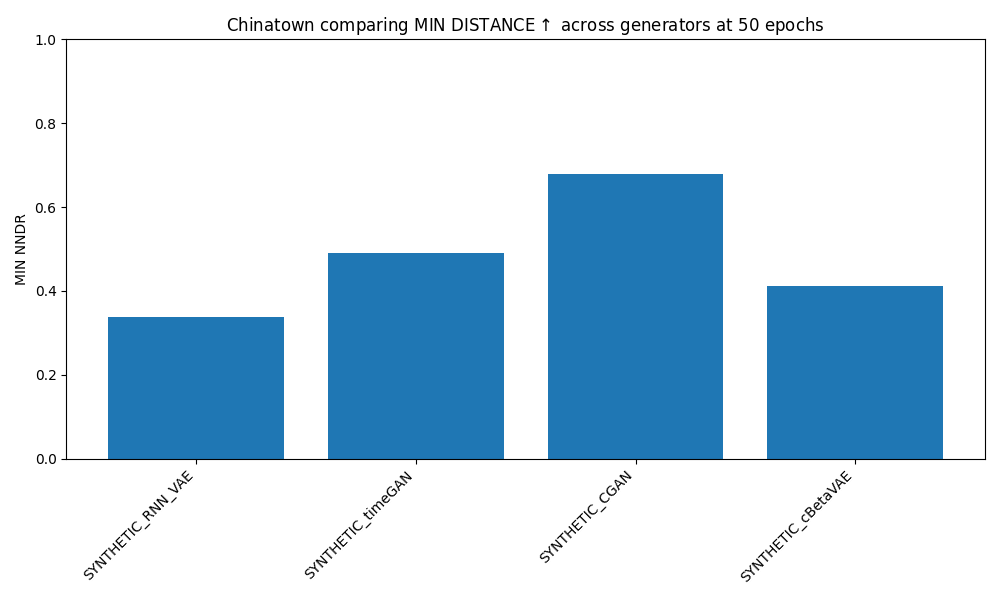 Chinatown comparing MIN DISTANCE ↑ across generators at 50 epochs
1.0
0.8
0.6
0.4
0.2
0.0
MIN NNDR
SYNTHETIC_RNN_VAE
SYNTHETIC_timeGAN
SYNTHETIC_CGAN
SYNTHETIC_cBetaVAE